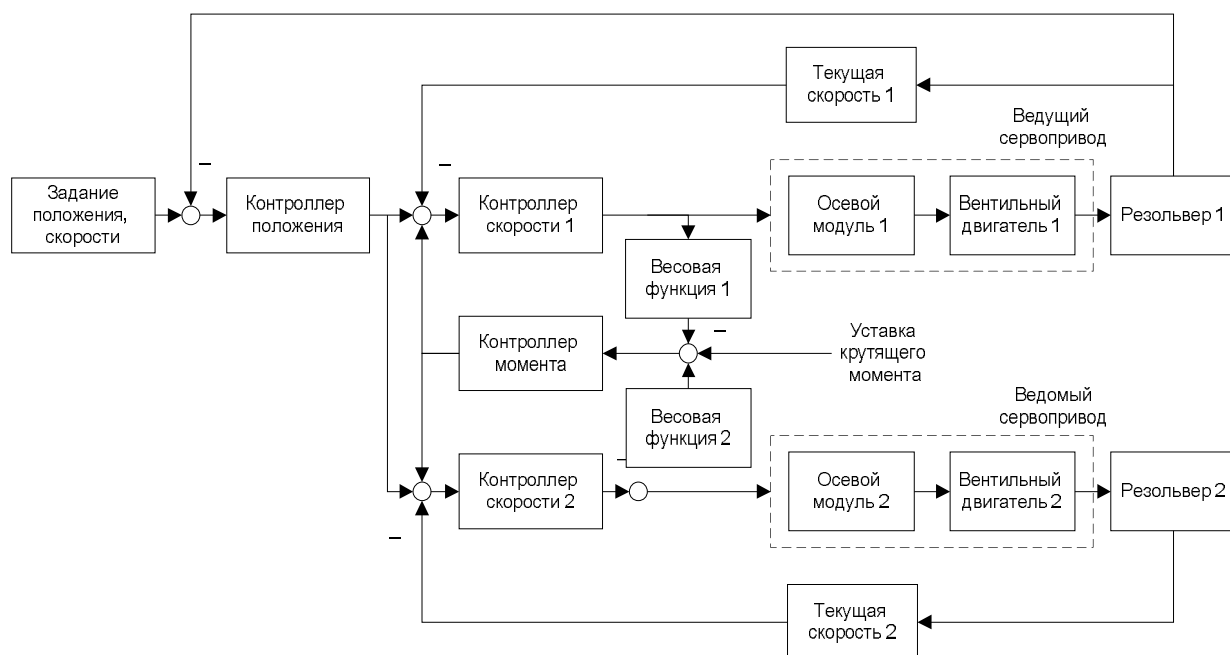 Текущая
скорость 1
Ведущий
сервопривод
–
–
Задание
положения,
скорости
Контроллер
положения
Контроллер
скорости 1
Осевой
модуль 1
Вентильный
двигатель 1
Резольвер 1
Весовая
функция 1
–
Контроллер
момента
Уставка
крутящего
момента
Весовая
функция 2
Ведомый
сервопривод
–
Контроллер
скорости 2
Осевой
модуль 2
Вентильный
двигатель 2
Резольвер 2
–
Текущая
скорость 2